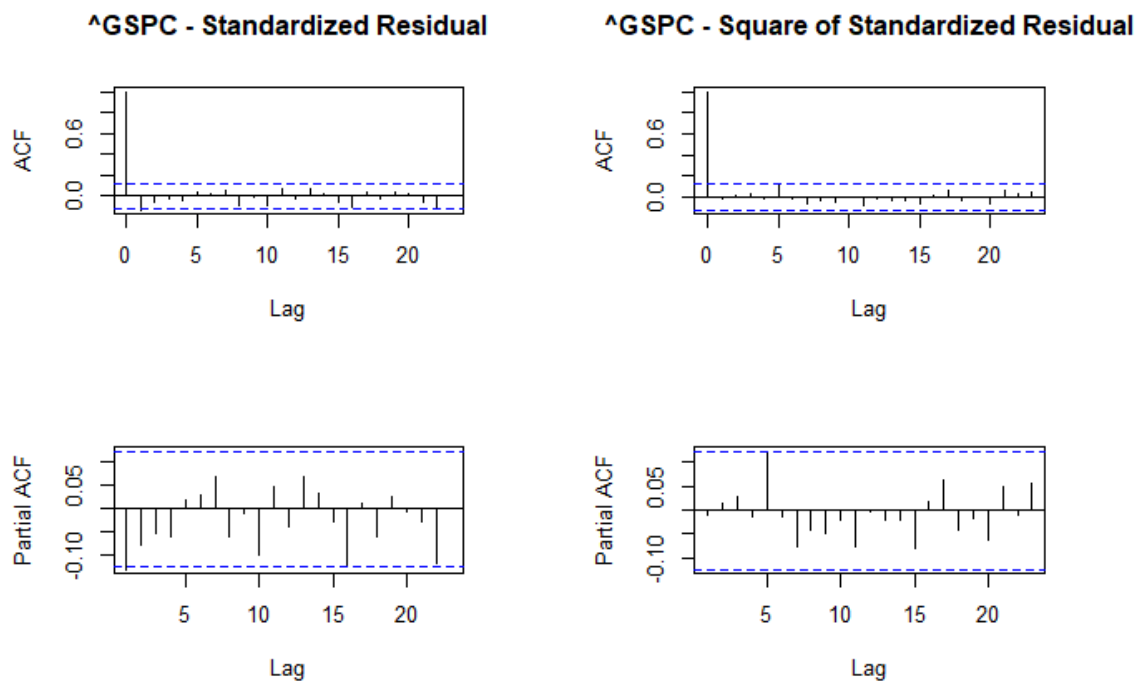 ^GSPC - Standardized Residual
ACF
0.0 0.6
0 5 10 15 20
Lag
^GSPC - Square of Standardized Residual
ACF
0.0 0.6
0 5 10 15 20
Lag
Partial ACF
-0.10 0.05
5 10 15 20
Lag
Partial ACF
-0.10 0.05
5 10 15 20
Lag